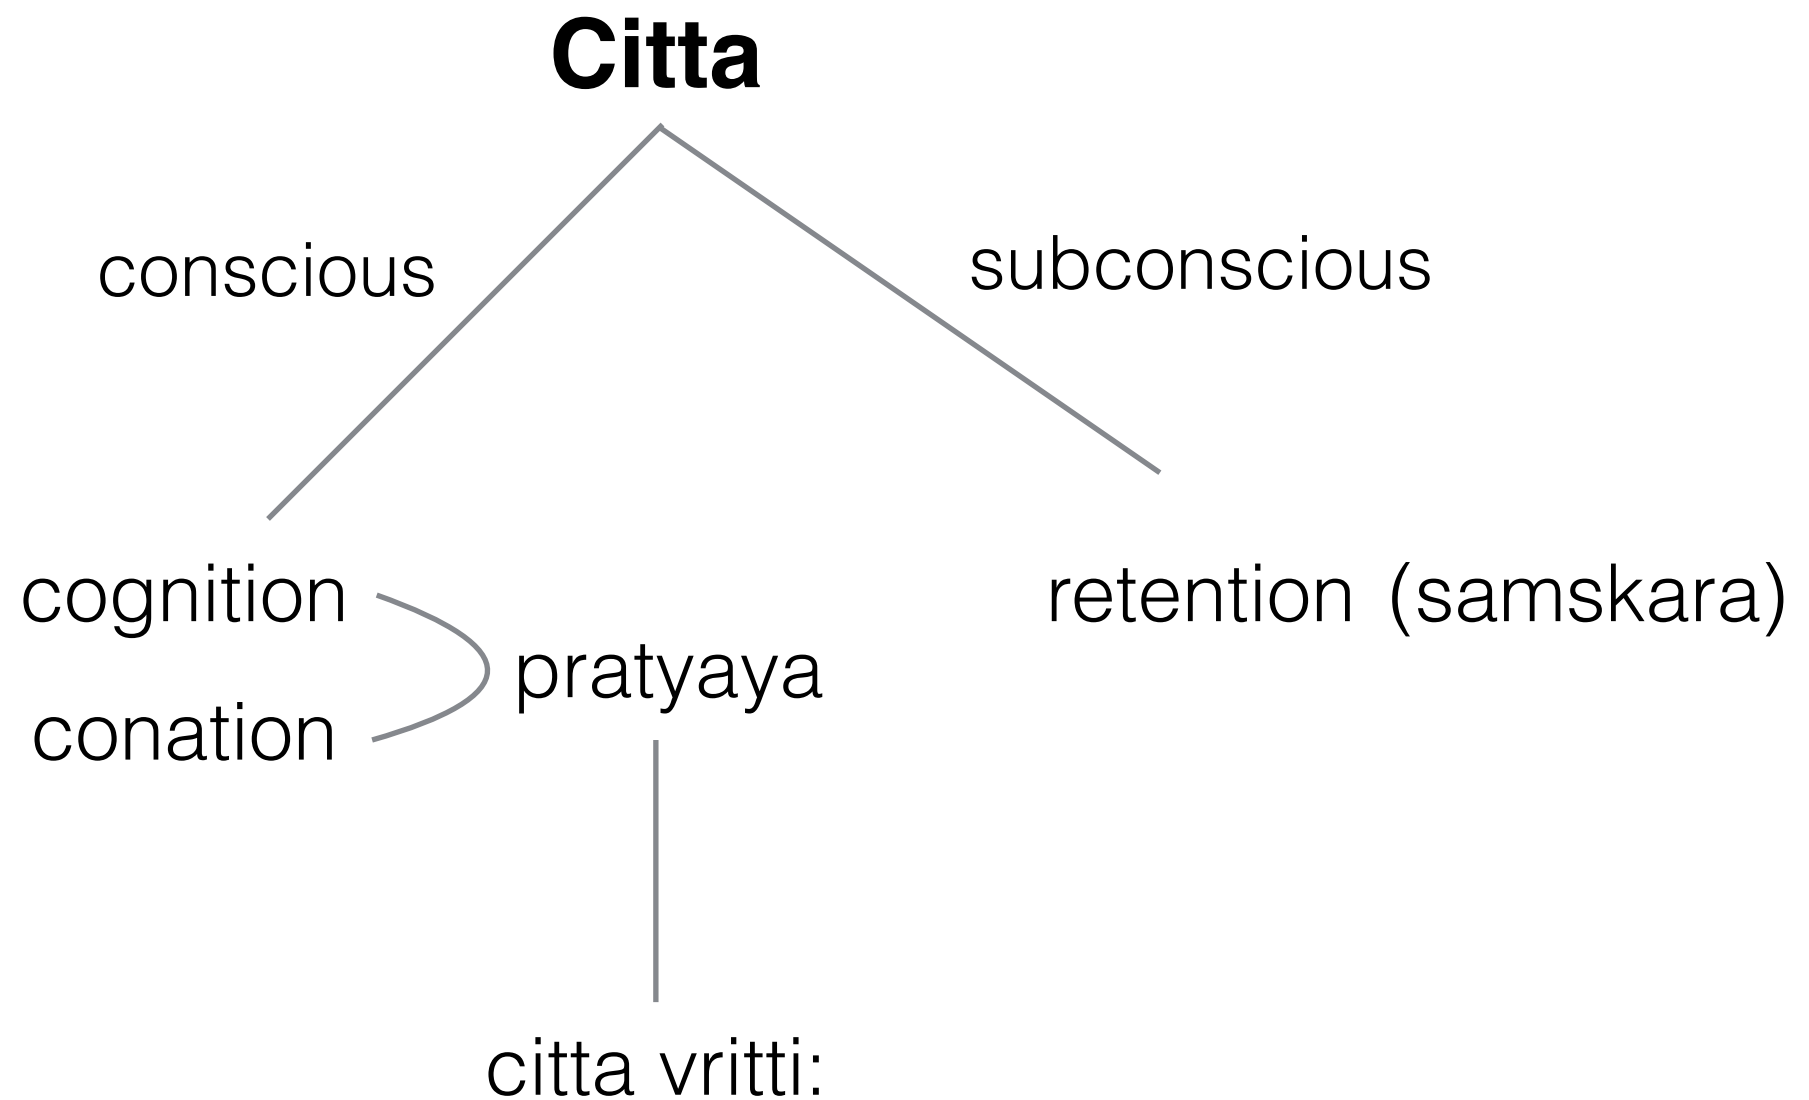 Citta
conscious
subconscious
cognition
retention (samskara)
pratyaya
conation
citta vritti: